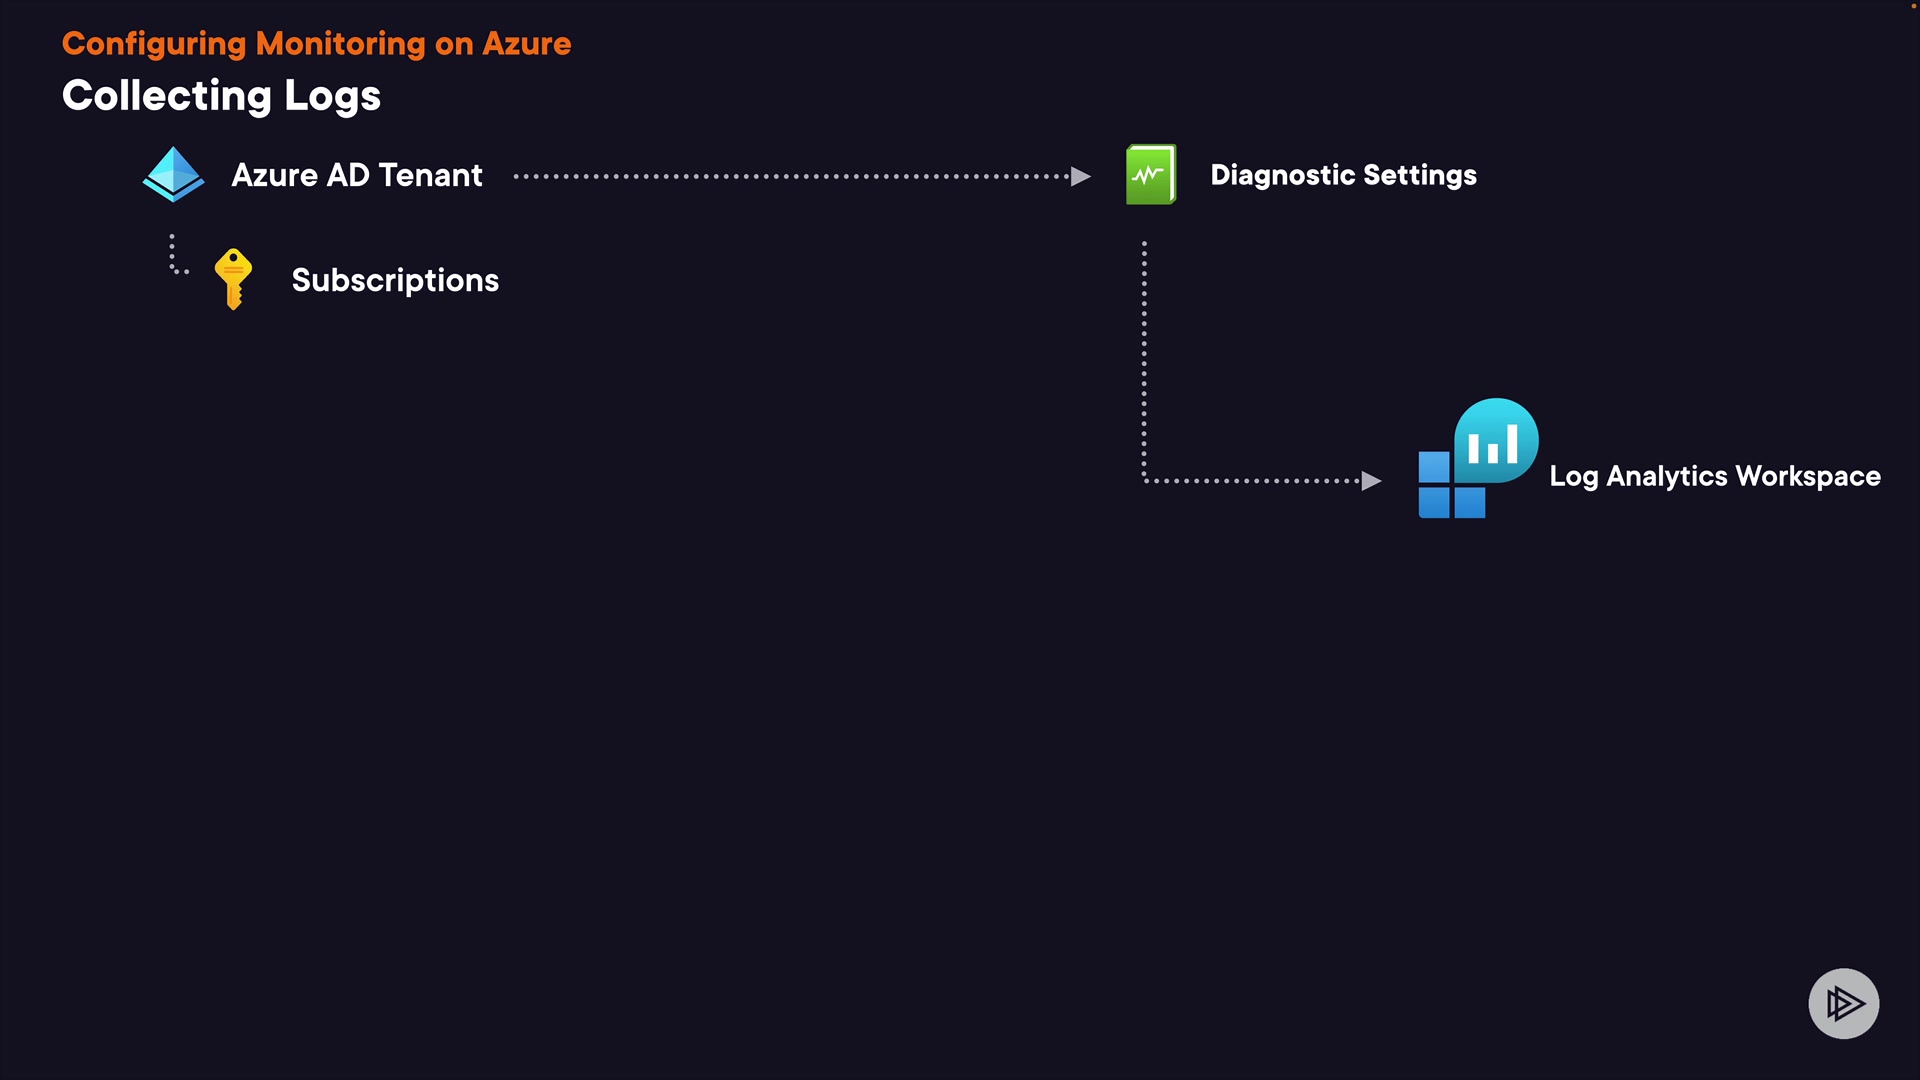 Configuring Monitoring on Azure
Collecting Logs
Azure AD Tenant
Diagnostic Settings
Subscriptions
Log Analytics Workspace